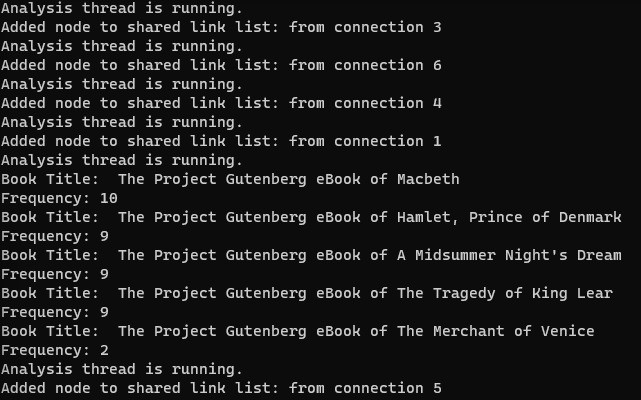 Analysis thread is running.
Added node to shared link list: from connection 3
Analysis thread is running.
Added node to shared link list: from connection 6
Analysis thread is running.
Added node to shared link list: from connection 4
Analysis thread is running.
Added node to shared link list: from connection 1
Analysis thread is running.
Book Title:  The Project Gutenberg eBook of Macbeth
Frequency: 10
Book Title:  The Project Gutenberg eBook of Hamlet, Prince of Denmark
Frequency: 9
Book Title:  The Project Gutenberg eBook of A Midsummer Night's Dream
Frequency: 9
Book Title:  The Project Gutenberg eBook of The Tragedy of King Lear
Frequency: 9
Book Title:  The Project Gutenberg eBook of The Merchant of Venice
Frequency: 2
Analysis thread is running.
Added node to shared link list: from connection 5